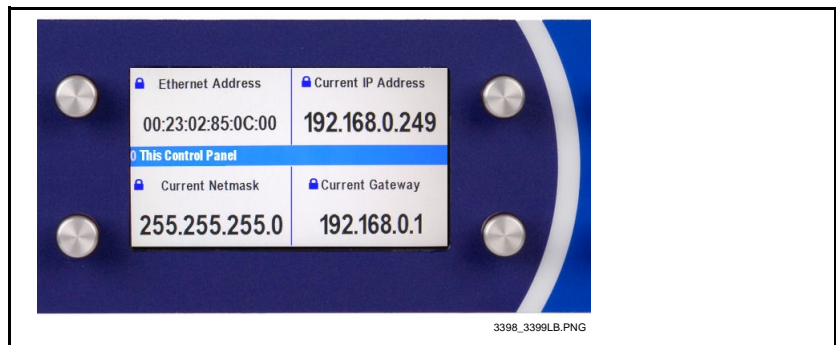 Ethernet Address
Current IP Address
00:23:02:85:0C:00
192.168.0.249
0 This Control Panel
Current Netmask
Current Gateway
255.255.255.0
192.168.0.1
3398_3399LB.PNG